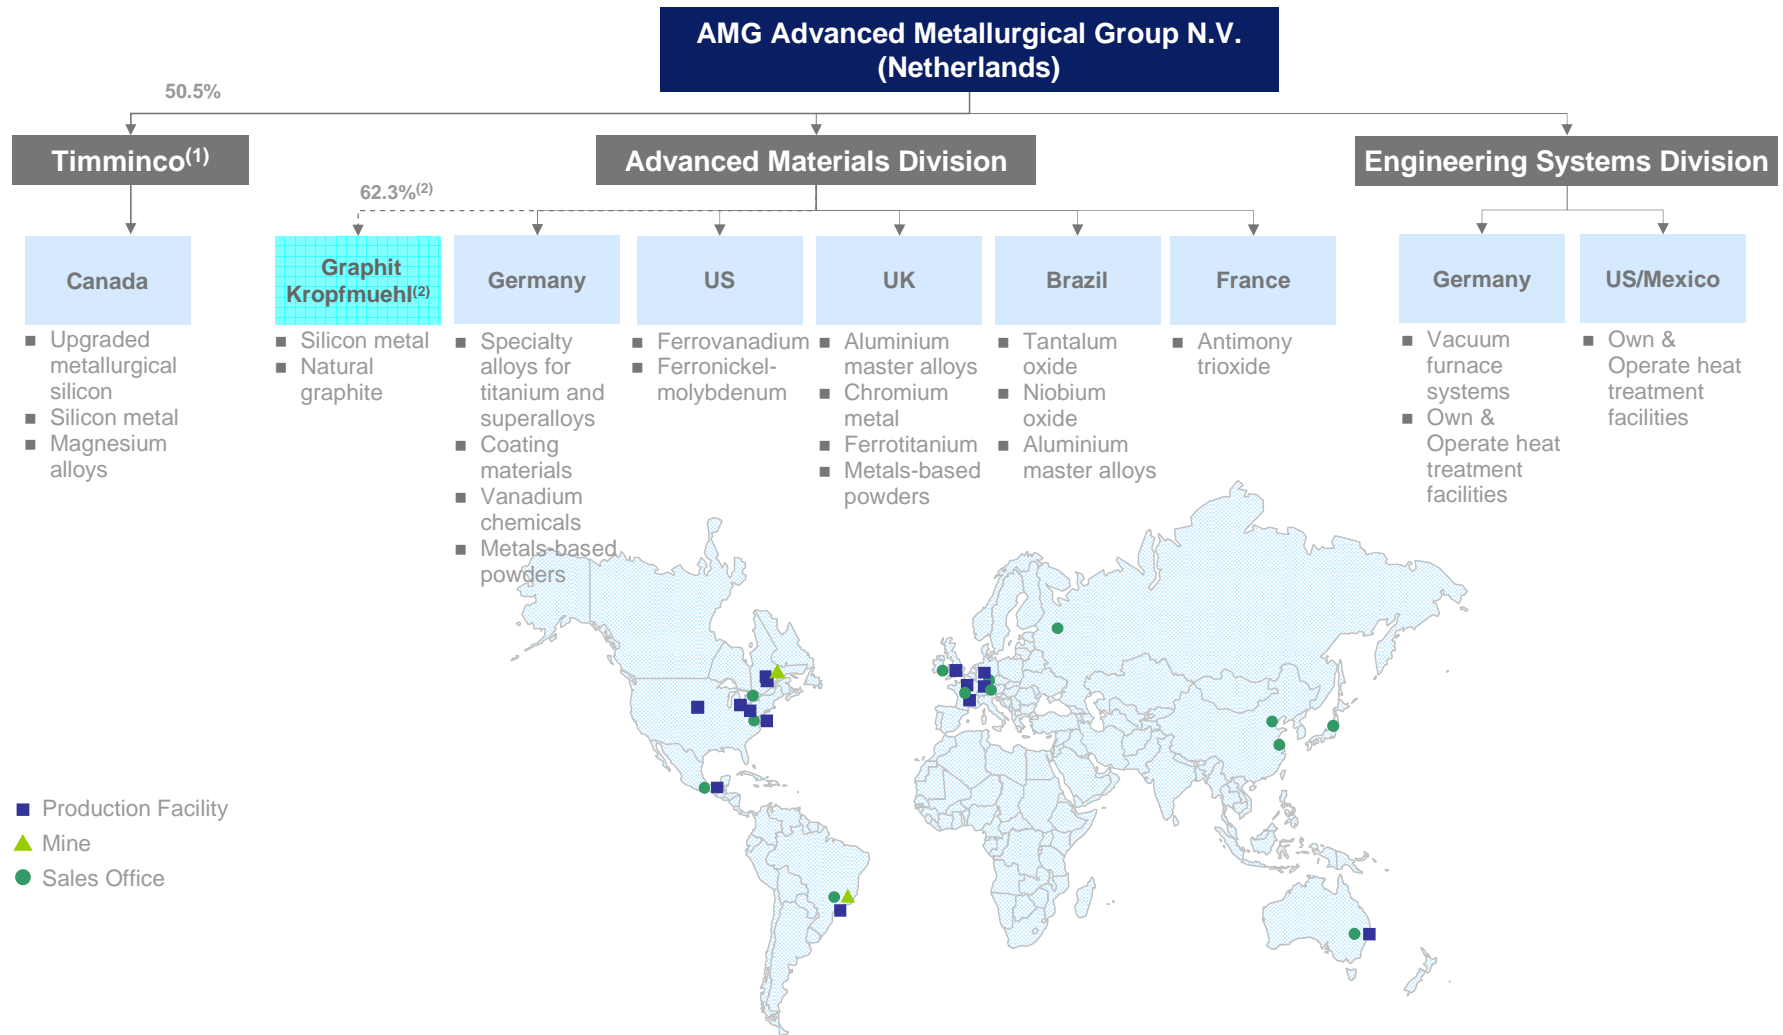 AMG Advanced Metallurgical Group N.V.
(Netherlands)
50.5%
Timminco(1)
Advanced Materials Division
Engineering Systems Division
62.3%(2)
Canada
Graphit
Kropfmuehl(2)
Germany
US
UK
Brazil
France
Germany
US/Mexico
■ Upgraded
metallurgical
silicon
■ Silicon metal
■ Magnesium
alloys
■ Silicon metal
■ Natural
graphite
■ Specialty
alloys for
titanium and
superalloys
■ Coating
materials
■ Vanadium
chemicals
■ Metals-based
powders
■ Ferrovanadium
■ Ferronickel-
molybdenum
■ Aluminium
master alloys
■ Chromium
metal
■ Ferrotitanium
■ Metals-based
powders
■ Tantalum
oxide
■ Niobium
oxide
■ Aluminium
master alloys
■ Antimony
trioxide
■ Vacuum
furnace
systems
■ Own &
Operate heat
treatment
facilities
■ Own &
Operate heat
treatment
facilities
Production Facility
Mine
Sales Office